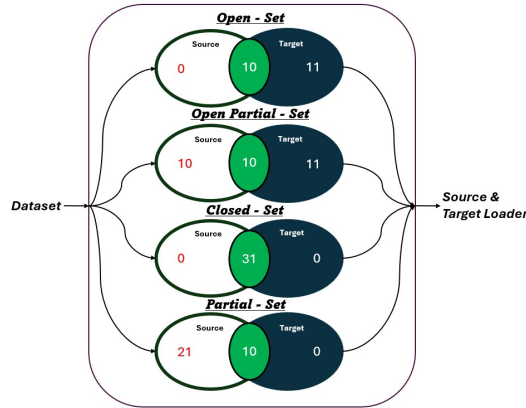 Open - Set
Source Target
0 10 11
Open Partial - Set
Source Target
10 10 11
Closed - Set
Source Target
0 31 0
Partial - Set
Source Target
21 10 0
Dataset
Source &
Target Loader